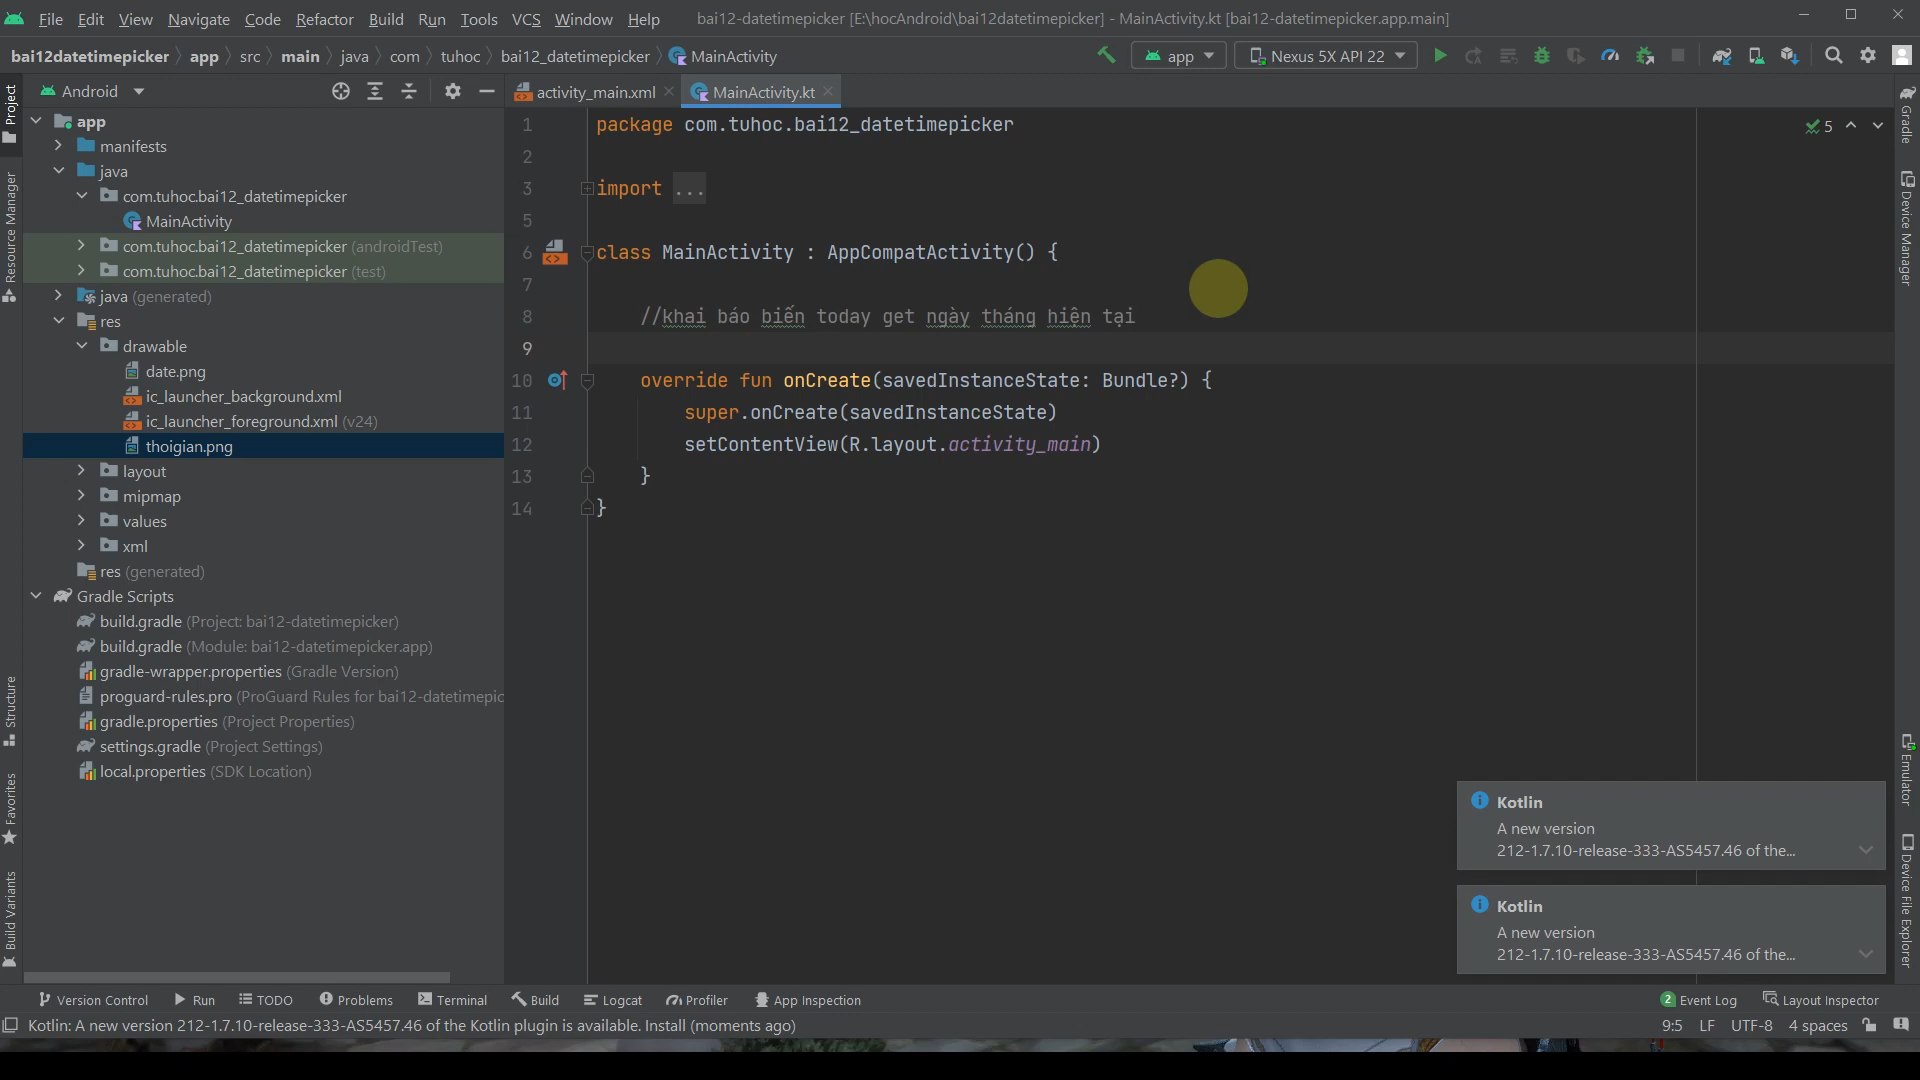 File Edit View Navigate Code Refactor Build Run Tools VCS Window Help bai12-datetimepicker [E:\hocAndroid\bai12datetimepicker] - MainActivity.kt [bai12-datetimepicker.app.main]
bai12datetimepicker app src main java com tuhoc bai12_datetimepicker MainActivity app Nexus 5X API 22
Android
activity_main.xml MainActivity.kt
app
manifests
java
com.tuhoc.bai12_datetimepicker
MainActivity
com.tuhoc.bai12_datetimepicker (androidTest)
com.tuhoc.bai12_datetimepicker (test)
java (generated)
res
drawable
date.png
ic_launcher_background.xml
ic_launcher_foreground.xml (v24)
thoigian.png
layout
mipmap
values
xml
res (generated)
Gradle Scripts
build.gradle (Project: bai12-datetimepicker)
build.gradle (Module: bai12-datetimepicker.app)
gradle-wrapper.properties (Gradle Version)
proguard-rules.pro (ProGuard Rules for bai12-datetimepic
gradle.properties (Project Properties)
settings.gradle (Project Settings)
local.properties (SDK Location)
1 package com.tuhoc.bai12_datetimepicker
2
3 import ...
5
6 class MainActivity : AppCompatActivity() {
7
8 //khai báo biến today get ngày tháng hiện tại
9
10 override fun onCreate(savedInstanceState: Bundle?) {
11 super.onCreate(savedInstanceState)
12 setContentView(R.layout.activity_main)
13 }
14 }
5
Project
Resource Manager
Structure
Favorites
Build Variants
Gradle
Device Manager
Emulator
Device File Explorer
Kotlin
A new version
212-1.7.10-release-333-AS5457.46 of the...
Kotlin
A new version
212-1.7.10-release-333-AS5457.46 of the...
Version Control Run TODO Problems Terminal Build Logcat Profiler App Inspection 2 Event Log Layout Inspector
Kotlin: A new version 212-1.7.10-release-333-AS5457.46 of the Kotlin plugin is available. Install (moments ago) 9:5 LF UTF-8 4 spaces